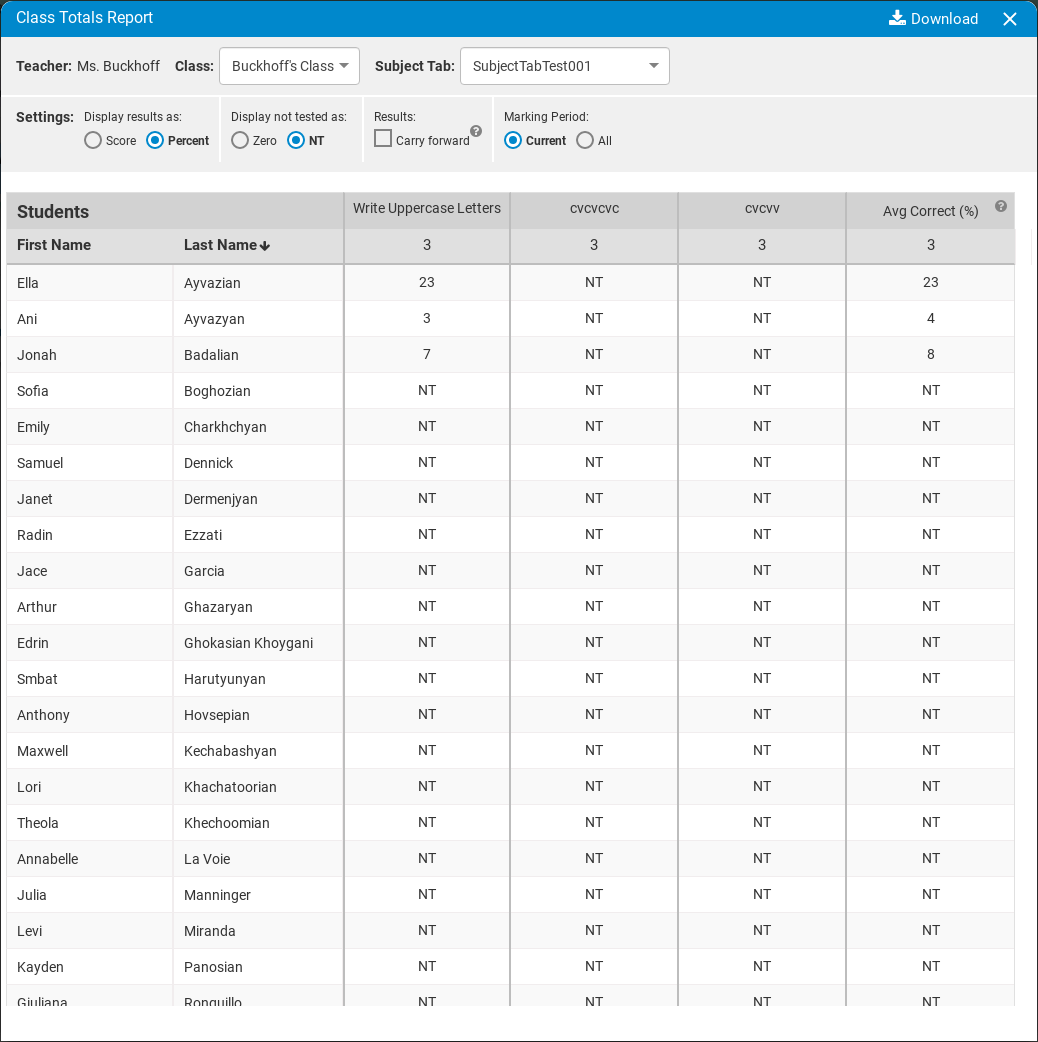 Class Totals Report Download
Teacher: Ms. Buckhoff Class: Buckhoff's Class Subject Tab: SubjectTabTest001
Settings: Display results as: Display not tested as: Results: Marking Period:
Score Percent Zero NT Carry forward ? Current All
Students Write Uppercase Letters cvcvcvc cvcvv Avg Correct (%) ?
First Name Last Name 3 3 3 3
Ella Ayvazian 23 NT NT 23
Ani Ayvazyan 3 NT NT 4
Jonah Badalian 7 NT NT 8
Sofia Boghozian NT NT NT NT
Emily Charkhchyan NT NT NT NT
Samuel Dennick NT NT NT NT
Janet Dermenjyan NT NT NT NT
Radin Ezzati NT NT NT NT
Jace Garcia NT NT NT NT
Arthur Ghazaryan NT NT NT NT
Edrin Ghokasian Khoygani NT NT NT NT
Smbat Harutyunyan NT NT NT NT
Anthony Hovsepian NT NT NT NT
Maxwell Kechabashyan NT NT NT NT
Lori Khachatoorian NT NT NT NT
Theola Khechoomian NT NT NT NT
Annabelle La Voie NT NT NT NT
Julia Manninger NT NT NT NT
Levi Miranda NT NT NT NT
Kayden Panosian NT NT NT NT
Giuliana Ronquillo NT NT NT NT